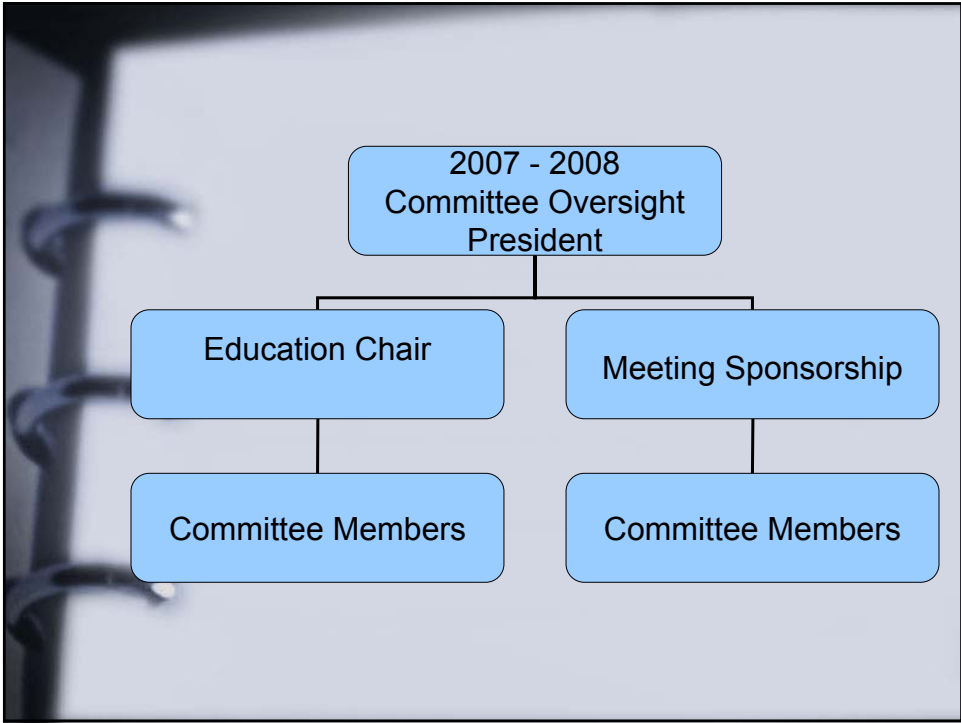 2007 - 2008
Committee Oversight
President
Education Chair
Meeting Sponsorship
Committee Members
Committee Members